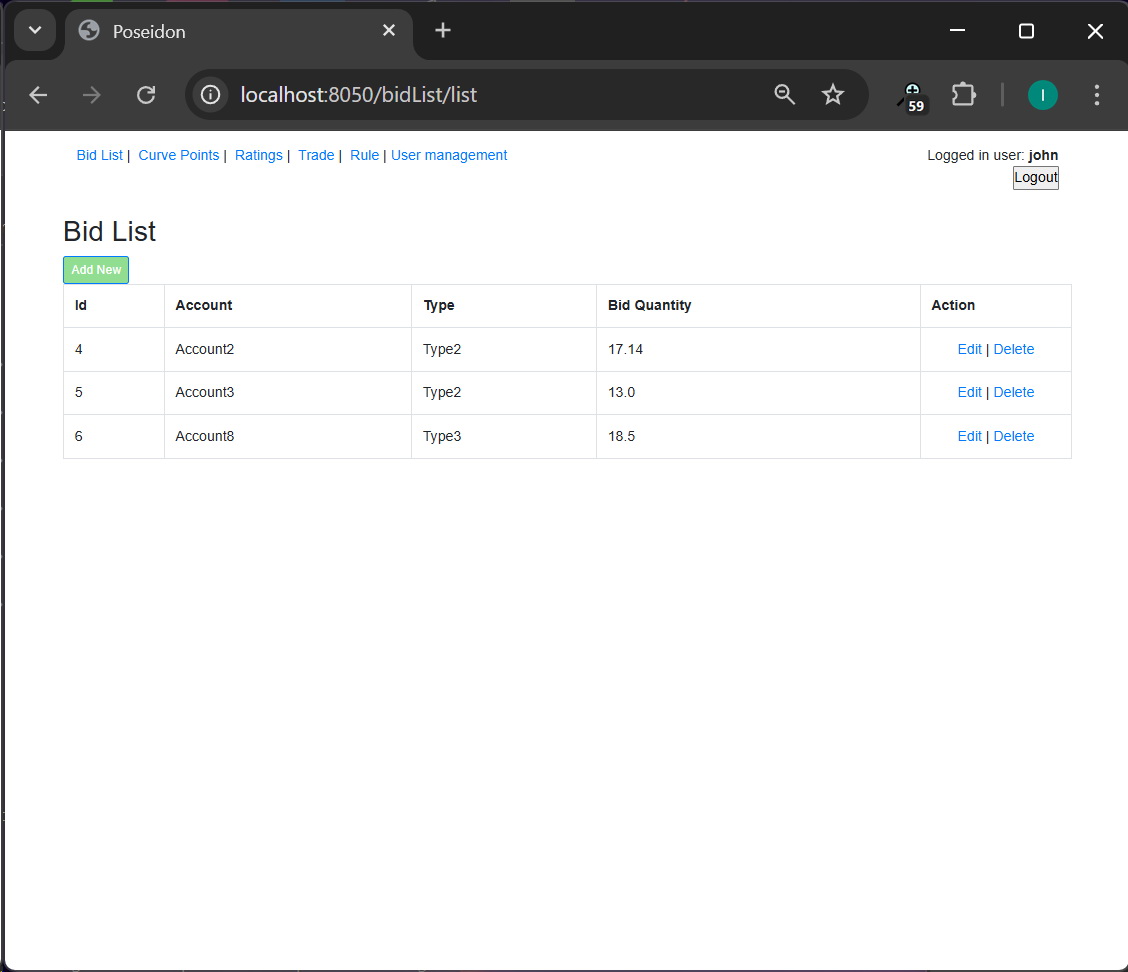 Poseidon
localhost:8050/bidList/list
59
I
Bid List | Curve Points | Ratings | Trade | Rule | User management
Logged in user: john
Logout
Bid List
Add New
Id Account Type Bid Quantity Action
4 Account2 Type2 17.14 Edit | Delete
5 Account3 Type2 13.0 Edit | Delete
6 Account8 Type3 18.5 Edit | Delete